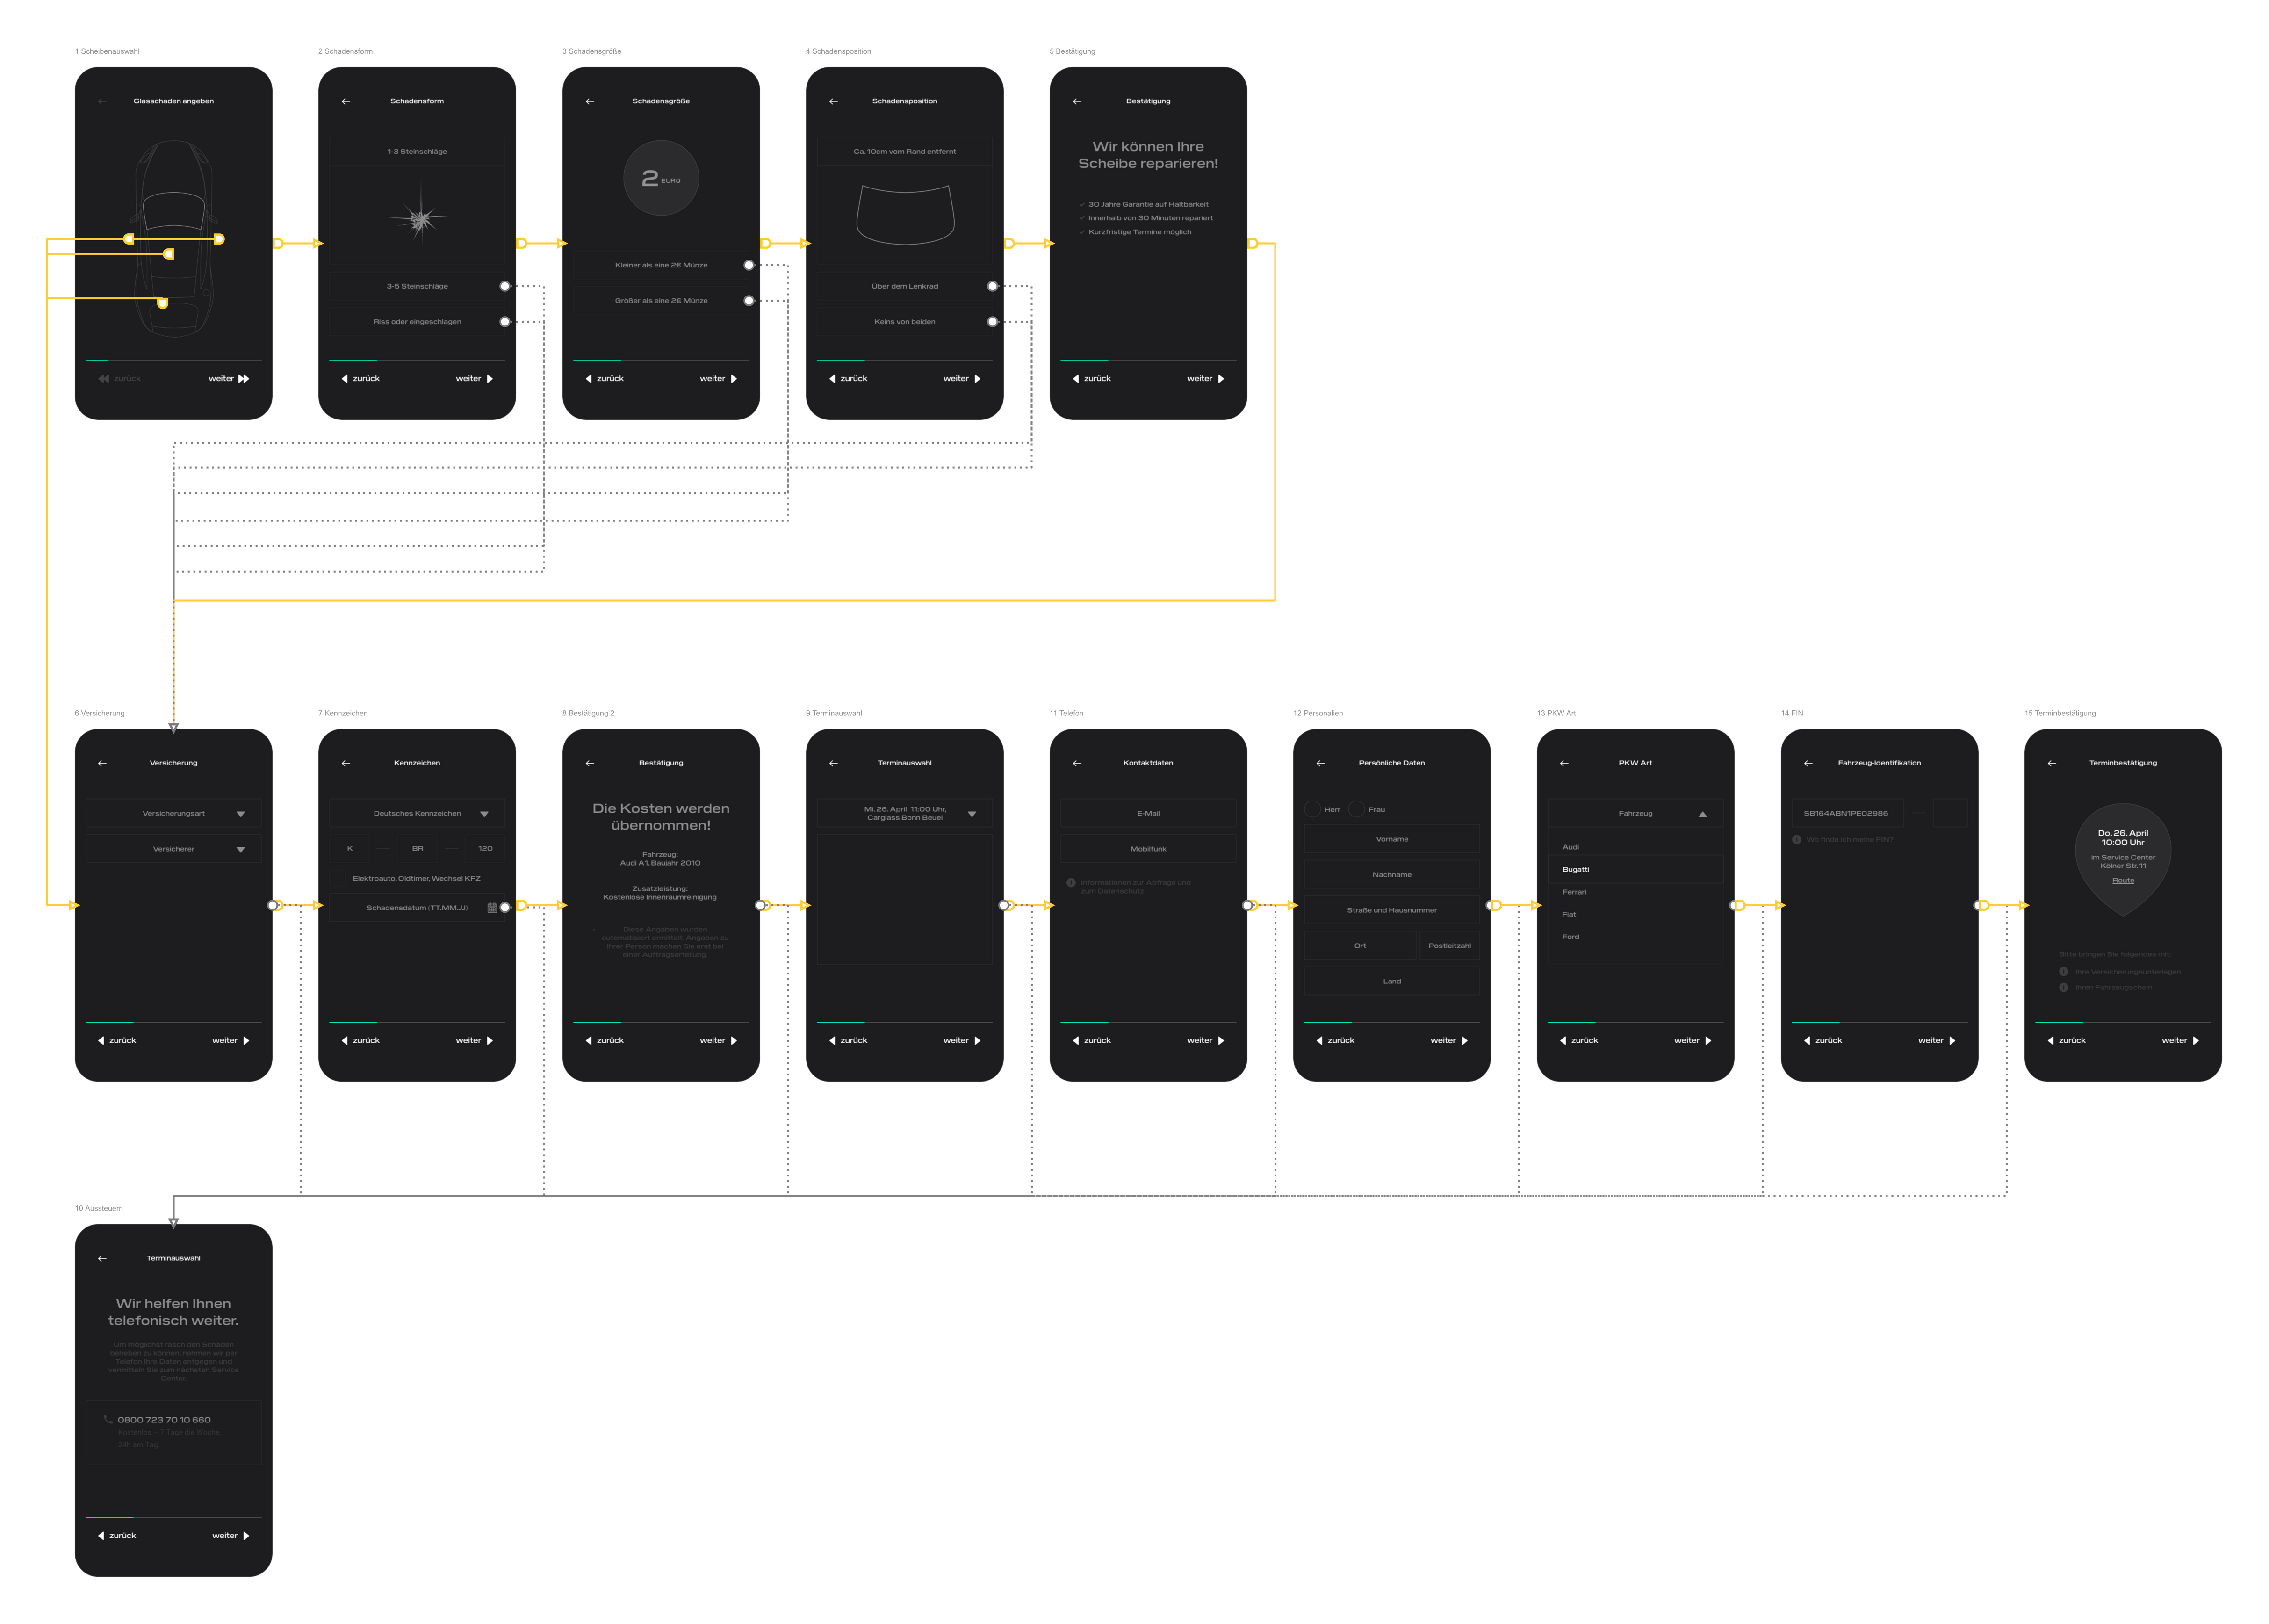 1 Scheibenauswahl
Glasschaden angeben
zurück
weiter
2 Schadensform
Schadensform
1-3 Steinschläge
3-5 Steinschläge
Riss oder eingeschlagen
zurück
weiter
3 Schadensgröße
Schadensgröße
2 EURO
Kleiner als eine 2€ Münze
Größer als eine 2€ Münze
zurück
weiter
4 Schadensposition
Schadensposition
Ca. 10cm vom Rand entfernt
Über dem Lenkrad
Keins von beiden
zurück
weiter
5 Bestätigung
Bestätigung
Wir können Ihre
Scheibe reparieren!
30 Jahre Garantie auf Haltbarkeit
Innerhalb von 30 Minuten repariert
Kurzfristige Termine möglich
zurück
weiter
6 Versicherung
Versicherung
Versicherungsart
Versicherer
zurück
weiter
7 Kennzeichen
Kennzeichen
Deutsches Kennzeichen
K — BR — 120
Elektroauto, Oldtimer, Wechsel KFZ
Schadensdatum (TT.MM.JJ)
zurück
weiter
8 Bestätigung 2
Bestätigung
Die Kosten werden
übernommen!
Fahrzeug:
Audi A1, Baujahr 2010
Zusatzleistung:
Kostenlose Innenraumreinigung
Diese Angaben wurden
automatisiert ermittelt. Angaben zu
Ihrer Person machen Sie erst bei
einer Auftragserteilung.
zurück
weiter
9 Terminauswahl
Terminauswahl
Mi. 26. April 11:00 Uhr,
Carglass Bonn Beuel
zurück
weiter
11 Telefon
Kontaktdaten
E-Mail
Mobilfunk
Informationen zur Abfrage und
zum Datenschutz
zurück
weiter
12 Personalien
Persönliche Daten
Herr Frau
Vorname
Nachname
Straße und Hausnummer
Ort Postleitzahl
Land
zurück
weiter
13 PKW Art
PKW Art
Fahrzeug
Audi
Bugatti
Ferrari
Fiat
Ford
zurück
weiter
14 FIN
Fahrzeug-Identifikation
SB164ABN1PE02986 —
Wo finde ich meine FIN?
zurück
weiter
15 Terminbestätigung
Terminbestätigung
Do. 26. April
10:00 Uhr
im Service Center
Kölner Str. 11
Route
Bitte bringen Sie folgendes mit:
Ihre Versicherungsunterlagen
Ihren Fahrzeugschein
zurück
weiter
10 Aussteuern
Terminauswahl
Wir helfen Ihnen
telefonisch weiter.
Um möglichst rasch den Schaden
beheben zu können, nehmen wir per
Telefon Ihre Daten entgegen und
vermitteln Sie zum nächsten Service
Center.
0800 723 70 10 660
Kostenlos – 7 Tage die Woche,
24h am Tag.
zurück
weiter